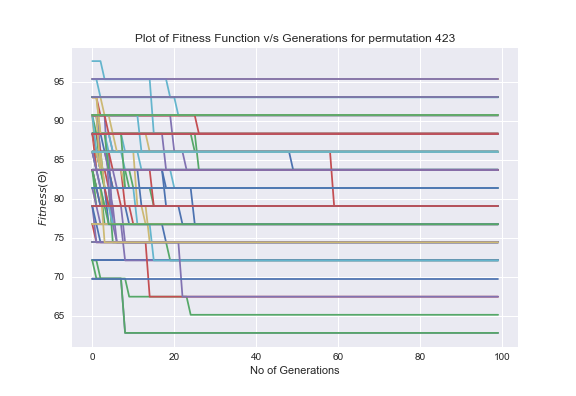 Plot of Fitness Function v/s Generations for permutation 423
95
90
85
80
75
70
65
Fitness(Θ)
0 20 40 60 80 100
No of Generations